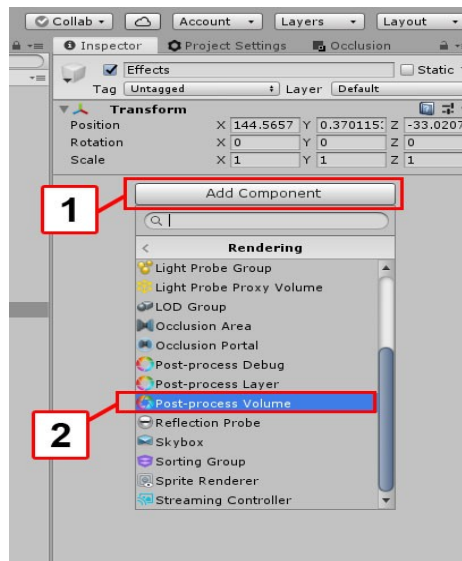 Collab Account Layers Layout
Inspector Project Settings Occlusion
Effects Static
Tag Untagged Layer Default
Transform
Position X 144.5657 Y 0.370115: Z -33.0207
Rotation X 0 Y 0 Z 0
Scale X 1 Y 1 Z 1
1 Add Component
< Rendering
Light Probe Group
Light Probe Proxy Volume
LOD Group
Occlusion Area
Occlusion Portal
Post-process Debug
Post-process Layer
Post-process Volume
2 Reflection Probe
Skybox
Sorting Group
Sprite Renderer
Streaming Controller